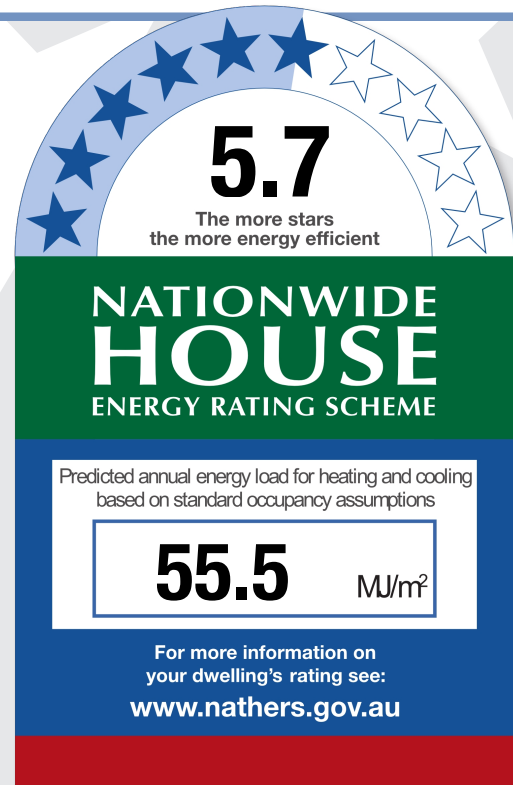 5.7
The more stars
the more energy efficient
NATIONWIDE
HOUSE
ENERGY RATING SCHEME
Predicted annual energy load for heating and cooling
based on standard occupancy assumptions
55.5 MJ/m²
For more information on
your dwelling's rating see:
www.nathers.gov.au